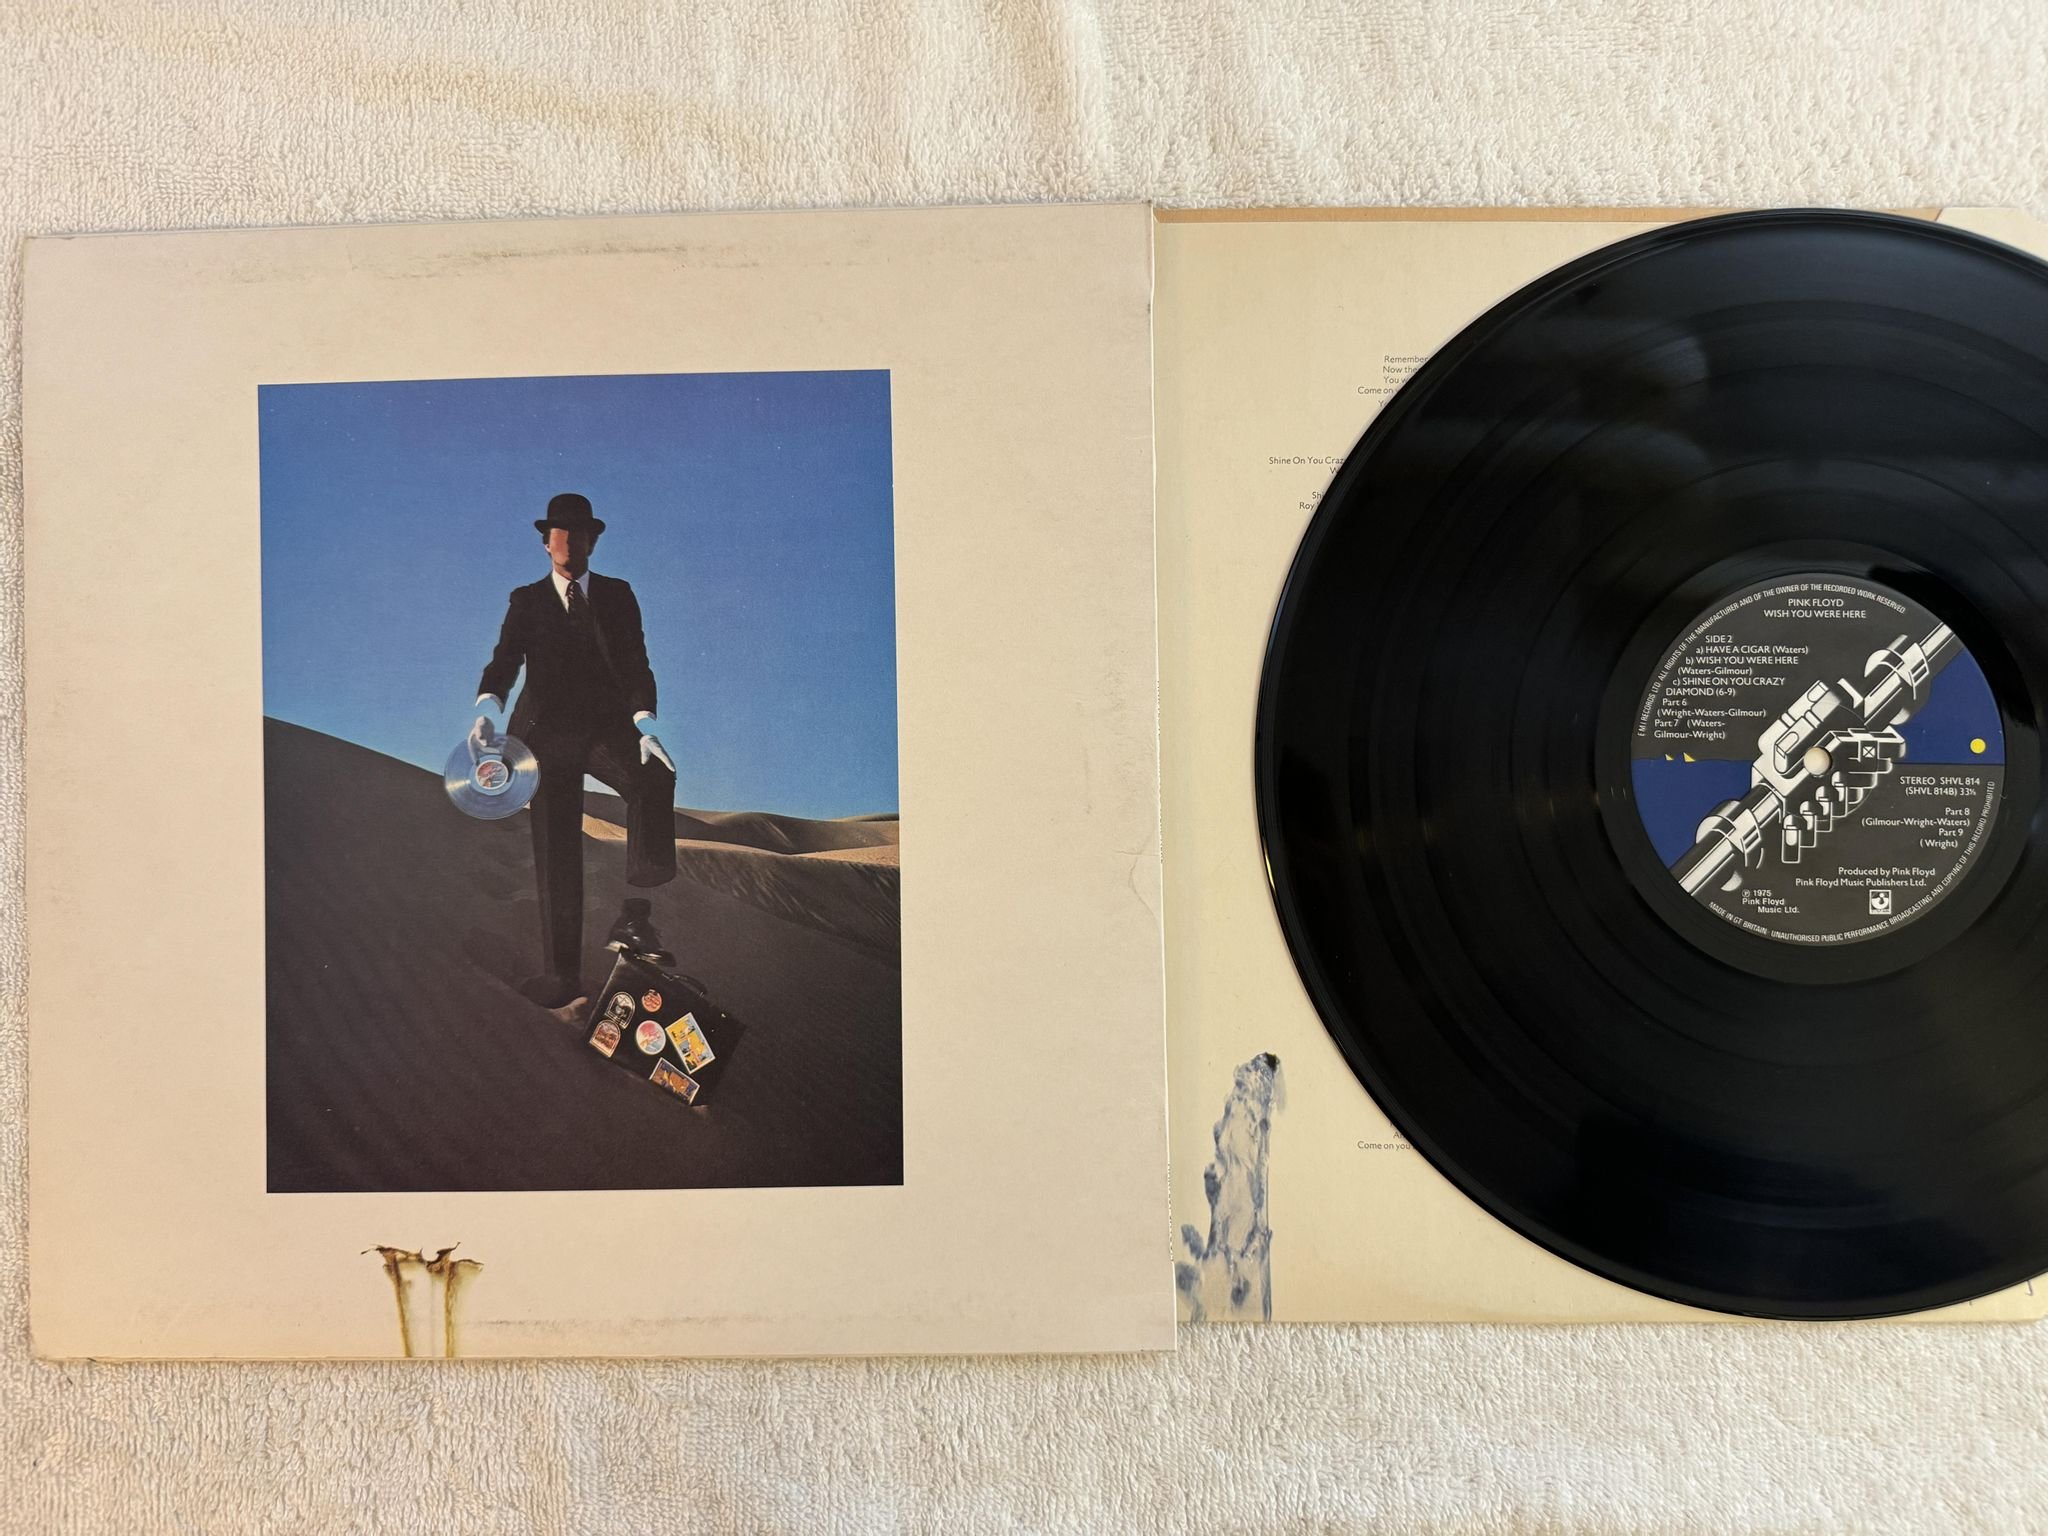 Remember
Come on
Shine On You
Roy
Come on you
E M I RECORDS LTD. ALL RIGHTS OF THE MANUFACTURER AND OF THE OWNER OF THE RECORDED WORK RESERVED
PINK FLOYD
WISH YOU WERE HERE
SIDE 2
a) HAVE A CIGAR (Waters)
b) WISH YOU WERE HERE
(Waters-Gilmour)
c) SHINE ON YOU CRAZY
DIAMOND (6-9)
Part 6
(Wright-Waters-Gilmour)
Part 7 (Waters-
Gilmour-Wright)
STEREO SHVL 814
(SHVL 814B) 33⅓
Part 8
(Gilmour-Wright-Waters)
Part 9
(Wright)
Produced by Pink Floyd
Pink Floyd Music Publishers Ltd.
℗ 1975
Pink Floyd
Music Ltd.
MADE IN GT. BRITAIN · UNAUTHORISED PUBLIC PERFORMANCE BROADCASTING AND COPYING OF THIS RECORD PROHIBITED